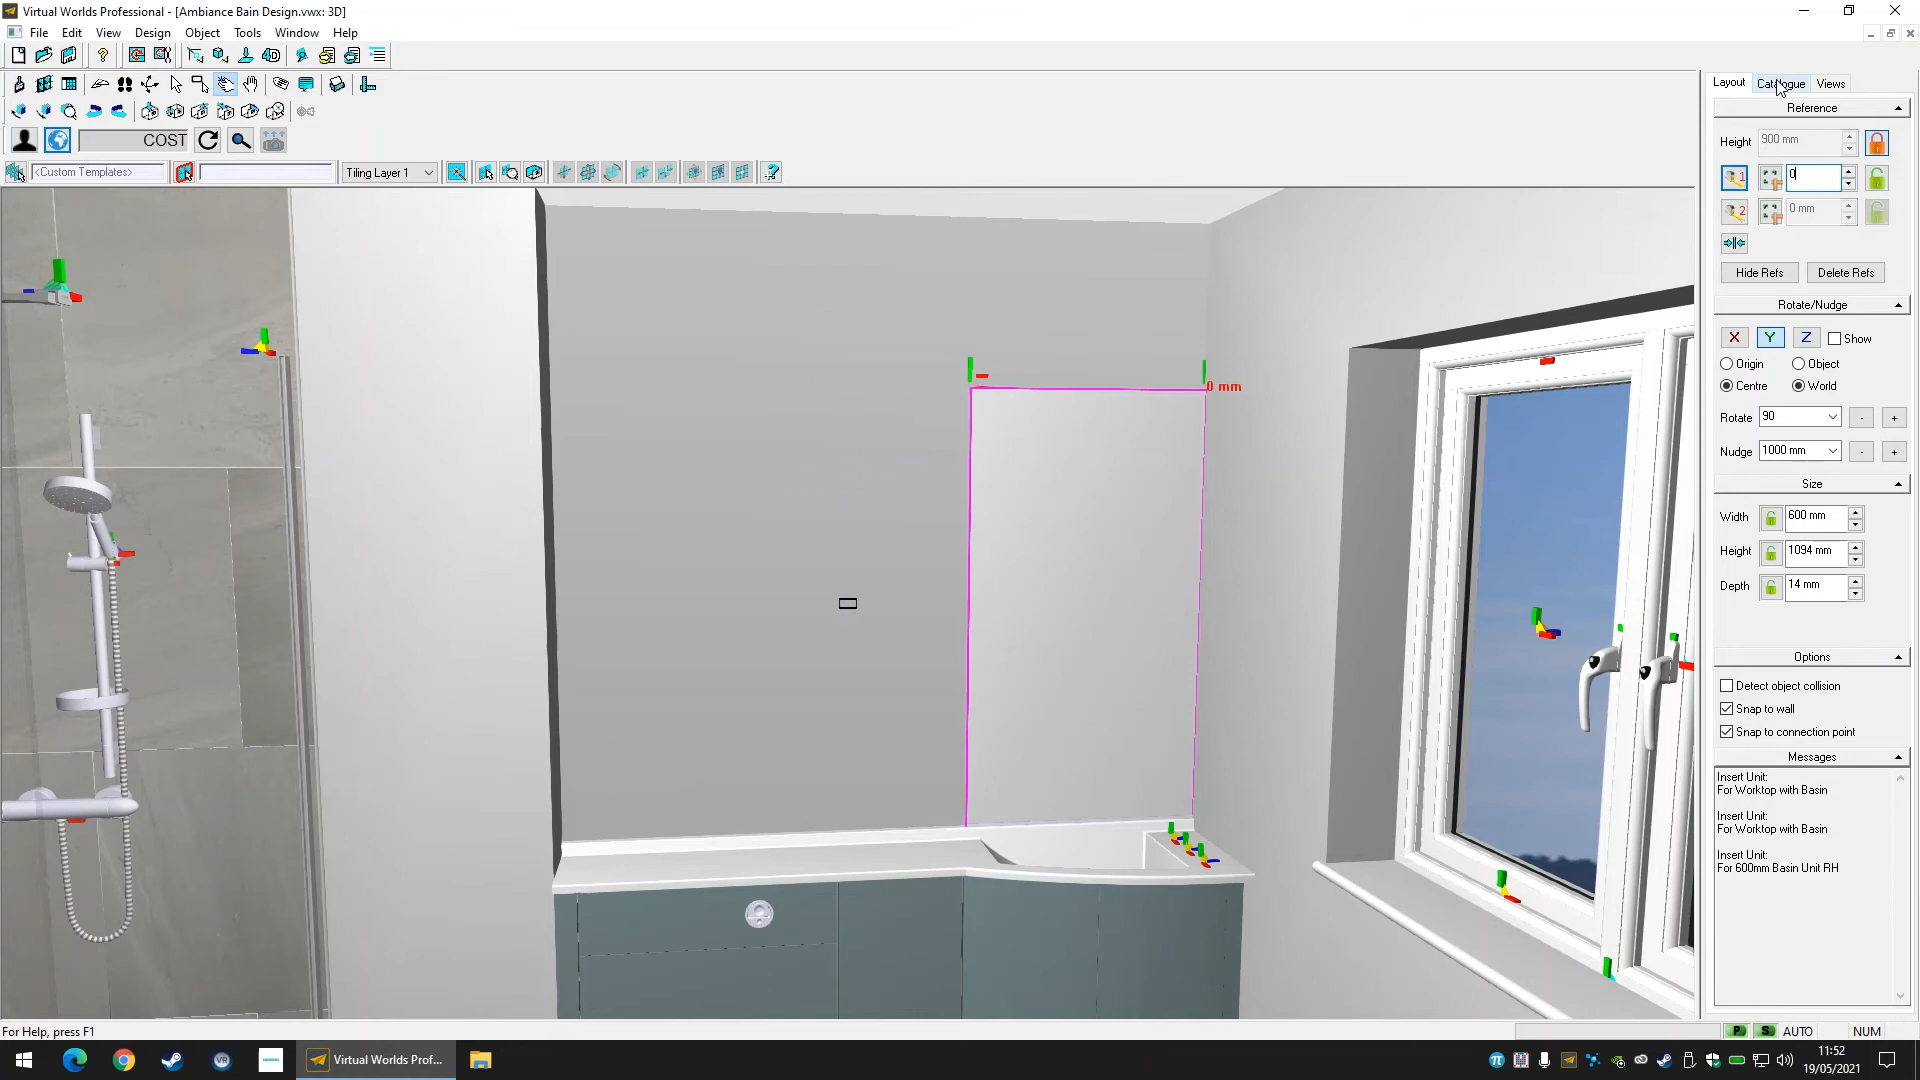 Virtual Worlds Professional - [Ambiance Bain Design.vwx: 3D]
File Edit View Design Object Tools Window Help
COST
<Custom Templates>
Tiling Layer 1
Layout Catalogue Views
Reference
Height 900 mm
1 0
2 0 mm
Hide Refs Delete Refs
Rotate/Nudge
X Y Z Show
Origin Object
Centre World
Rotate 90 - +
Nudge 1000 mm - +
Size
Width 600 mm
Height 1094 mm
Depth 14 mm
Options
Detect object collision
Snap to wall
Snap to connection point
Messages
Insert Unit:
For Worktop with Basin
Insert Unit:
For Worktop with Basin
Insert Unit:
For 600mm Basin Unit RH
0 mm
For Help, press F1
P S AUTO NUM
Virtual Worlds Prof...
11:52
19/05/2021